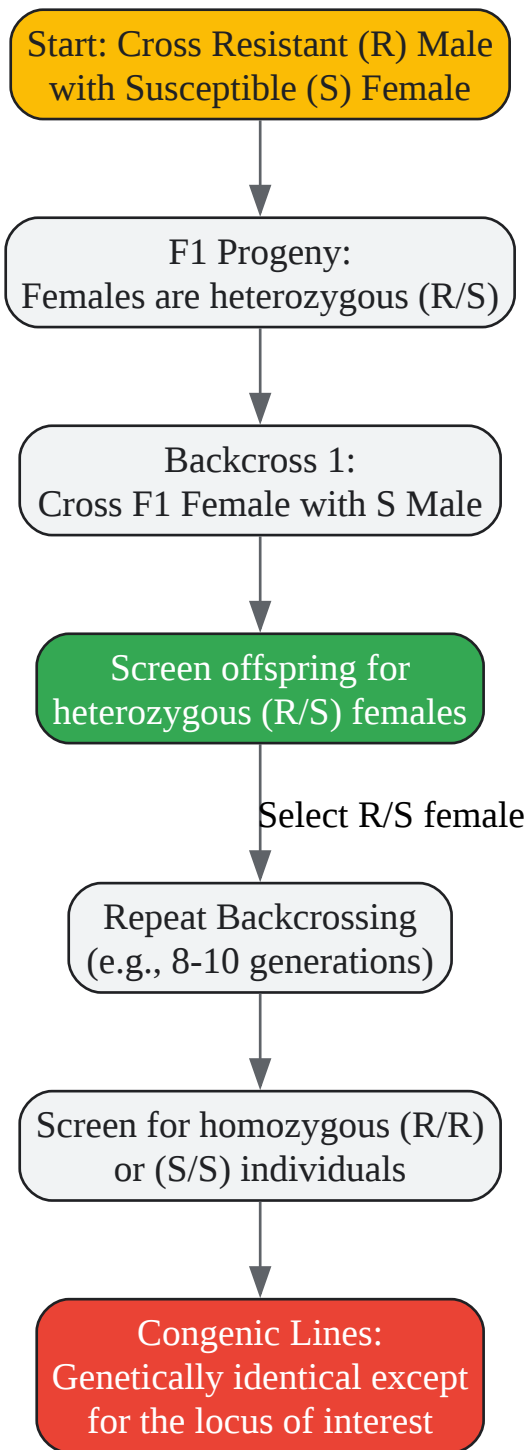 Start: Cross Resistant (R) Male
with Susceptible (S) Female
F1 Progeny:
Females are heterozygous (R/S)
Backcross 1:
Cross F1 Female with S Male
Screen offspring for
heterozygous (R/S) females
Select R/S female
Repeat Backcrossing
(e.g., 8-10 generations)
Screen for homozygous (R/R)
or (S/S) individuals
Congenic Lines:
Genetically identical except
for the locus of interest